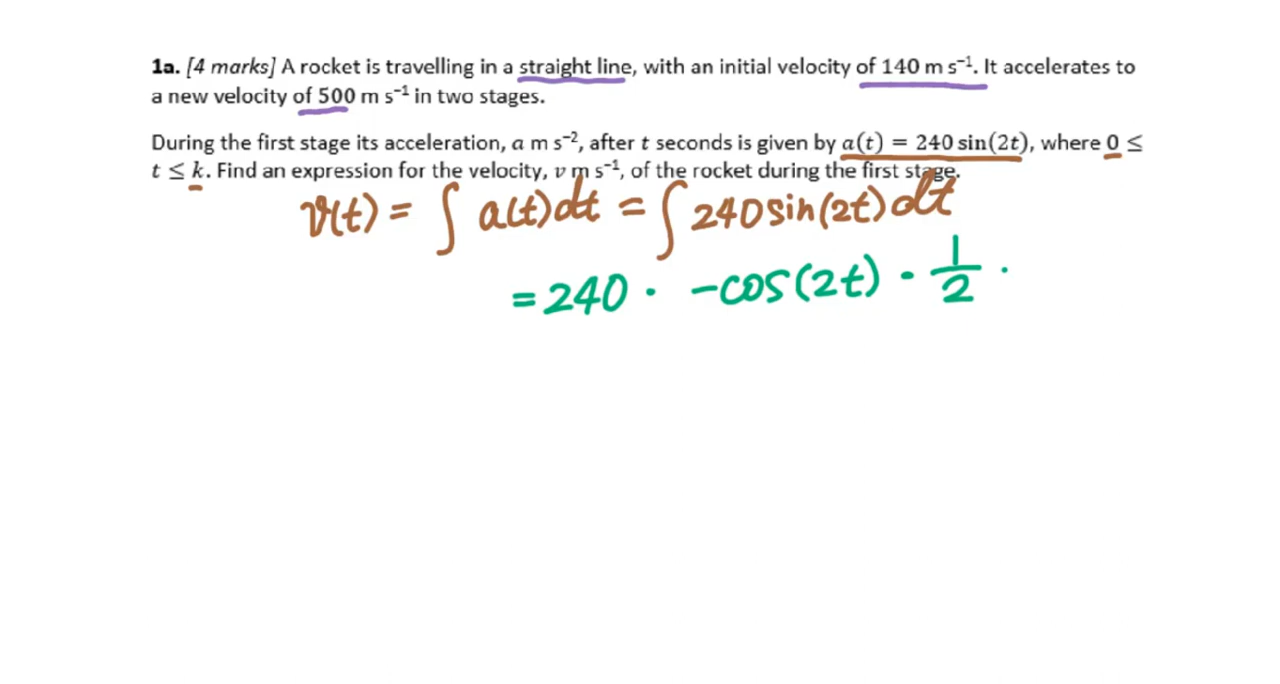 1a. [4 marks] A rocket is travelling in a straight line, with an initial velocity of 140 m s⁻¹. It accelerates to
a new velocity of 500 m s⁻¹ in two stages.
During the first stage its acceleration, a m s⁻², after t seconds is given by a(t) = 240 sin(2t), where 0 ≤
t ≤ k. Find an expression for the velocity, v m s⁻¹, of the rocket during the first stage.
v(t) = ∫ a(t)dt = ∫ 240sin(2t)dt
= 240 · -cos(2t) · 1/2 ·